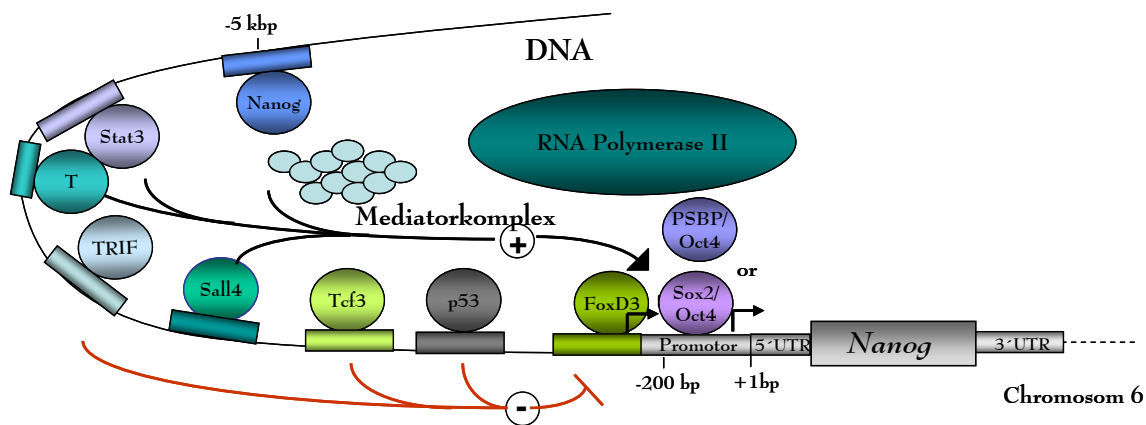 -5 kbp
DNA
Nanog
Stat3
RNA Polymerase II
T
Mediatorkomplex
PSBP/
Oct4
+
TRIF
or
Sall4
Tcf3
p53
FoxD3
Sox2/
Oct4
Promotor
5´UTR
Nanog
3´UTR
-200 bp
+1bp
Chromosom 6
-